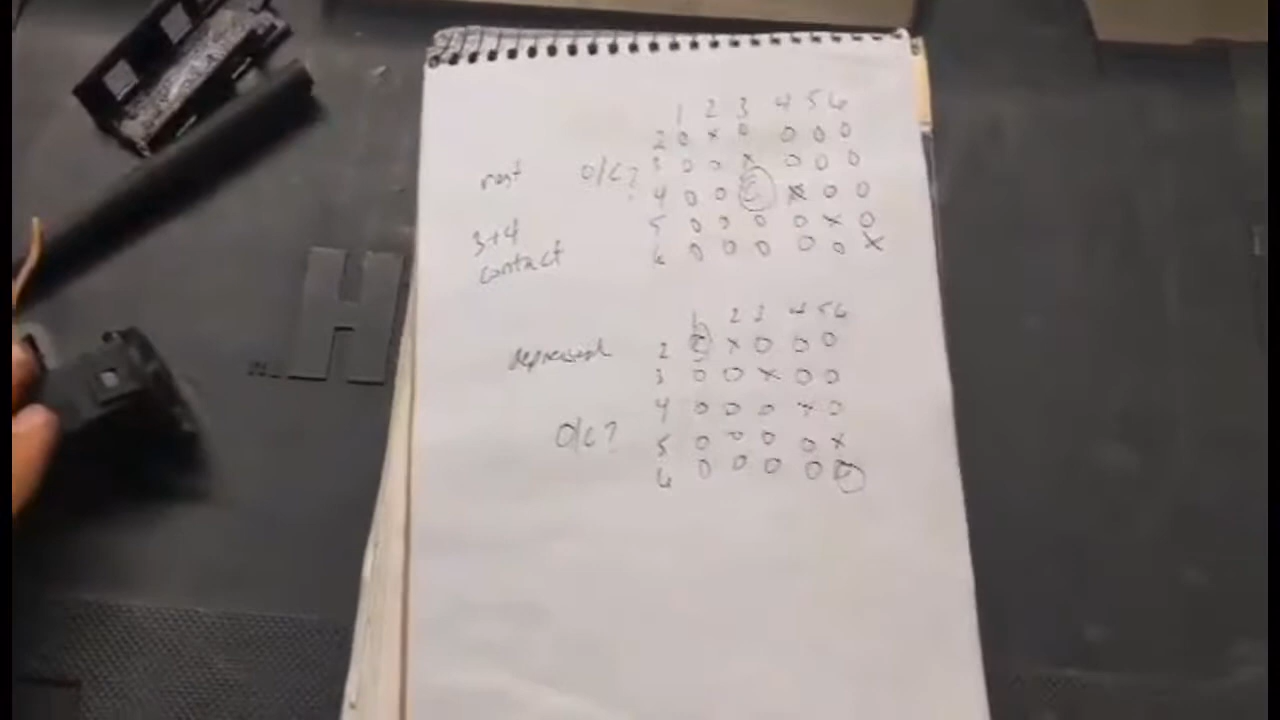 1 2 3 4 5 6
2 0 x 0 0 0 0
rest O/C? 3 0 0 x 0 0 0
4 0 0 C x 0 0
3+4 5 0 0 0 0 x 0
contact 6 0 0 0 0 0 x
1 2 3 4 5 6
depressed 2 C x 0 0 0
3 0 0 x 0 0
4 0 0 0 x 0
O/C? 5 0 0 0 0 x
6 0 0 0 0
H